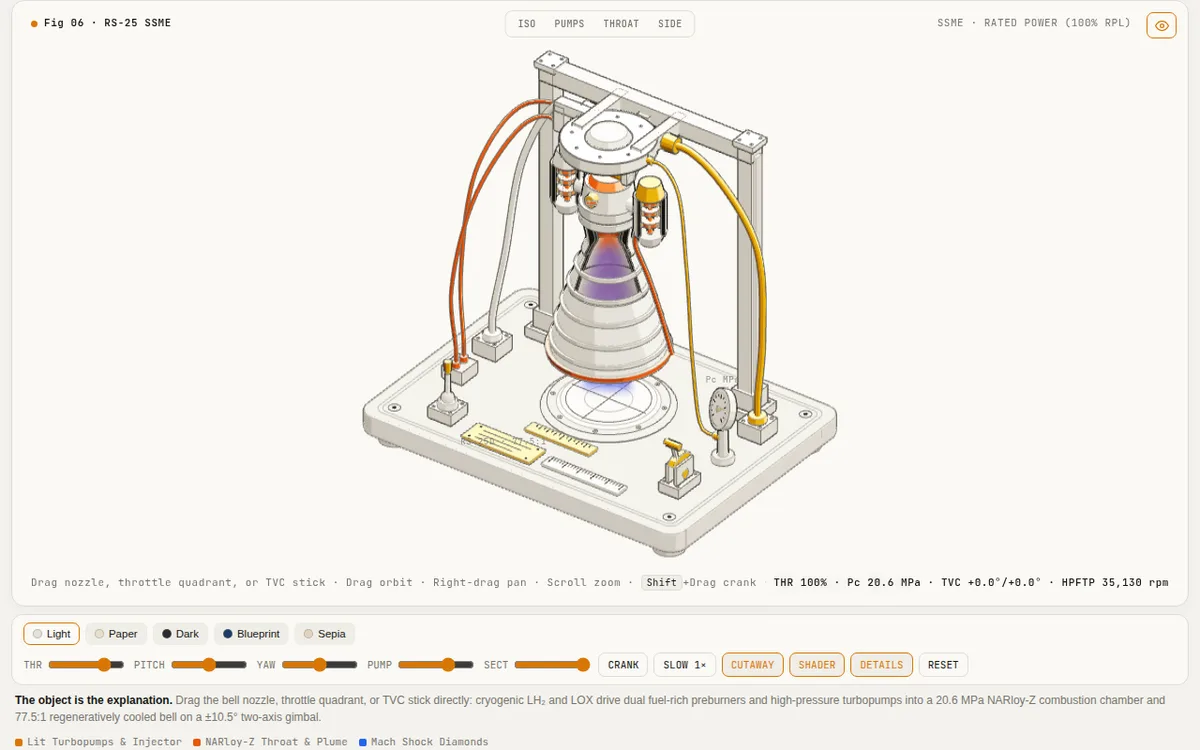 Fig 06 · RS-25 SSME
ISO PUMPS THROAT SIDE
SSME · RATED POWER (100% RPL)
Pc MPa
Drag nozzle, throttle quadrant, or TVC stick · Drag orbit · Right-drag pan · Scroll zoom · Shift+Drag crank
THR 100% · Pc 20.6 MPa · TVC +0.0°/+0.0° · HPFTP 35,130 rpm
Light Paper Dark Blueprint Sepia
THR PITCH YAW PUMP SECT CRANK SLOW 1× CUTAWAY SHADER DETAILS RESET
The object is the explanation. Drag the bell nozzle, throttle quadrant, or TVC stick directly: cryogenic LH₂ and LOX drive dual fuel-rich preburners and high-pressure turbopumps into a 20.6 MPa NARloy-Z combustion chamber and
77.5:1 regeneratively cooled bell on a ±10.5° two-axis gimbal.
Lit Turbopumps & Injector NARloy-Z Throat & Plume Mach Shock Diamonds